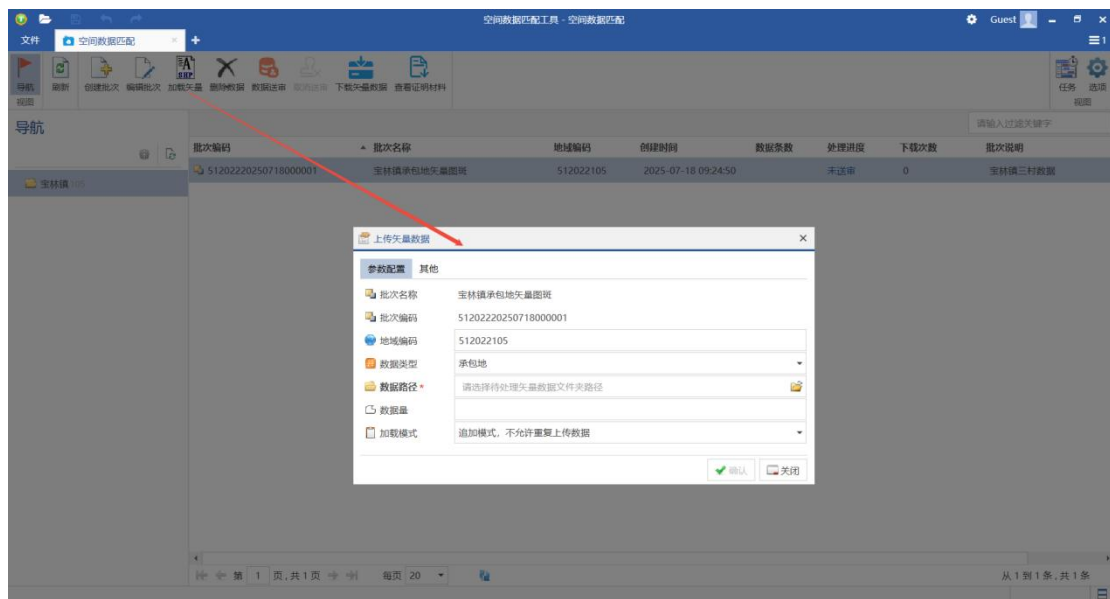 空间数据匹配工具 - 空间数据匹配
Guest
文件
空间数据匹配
1
导航
刷新
创建批次
编辑批次
加载矢量
删除数据
数据送审
取消送审
下载矢量数据
查看证明材料
任务
选项
视图
视图
导航
请输入过滤关键字
批次编码
批次名称
地域编码
创建时间
数据条数
处理进度
下载次数
批次说明
51202220250718000001
宝林镇承包地矢量图斑
512022105
2025-07-18 09:24:50
未送审
0
宝林镇三村数据
宝林镇
上传矢量数据
参数配置 其他
批次名称 宝林镇承包地矢量图斑
批次编码 51202220250718000001
地域编码 512022105
数据类型 承包地
数据路径 * 请选择待处理矢量数据文件夹路径
数据量
加载模式 追加模式，不允许重复上传数据
确认 关闭
第 1 页,共 1 页 每页 20
从 1 到 1 条,共 1 条